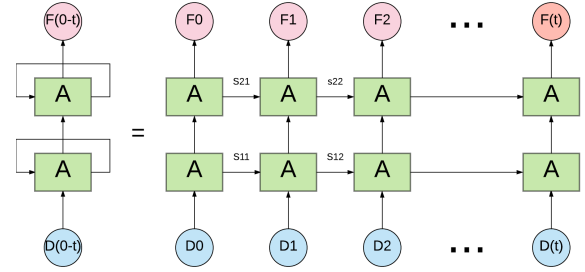 F(0-t) F0 F1 F2 ... F(t)
S21 s22
A A A A A
=
S11 S12
A A A A A
D(0-t) D0 D1 D2 ... D(t)